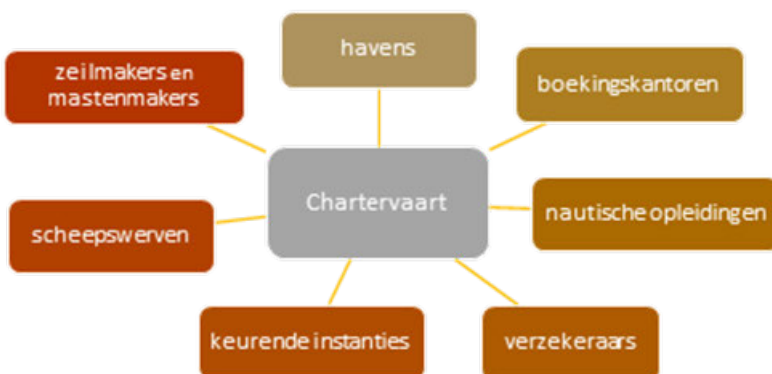 havens
zeilmakers en
mastenmakers
boekingskantoren
Chartervaart
nautische opleidingen
scheepswerven
keurende instanties
verzekeraars